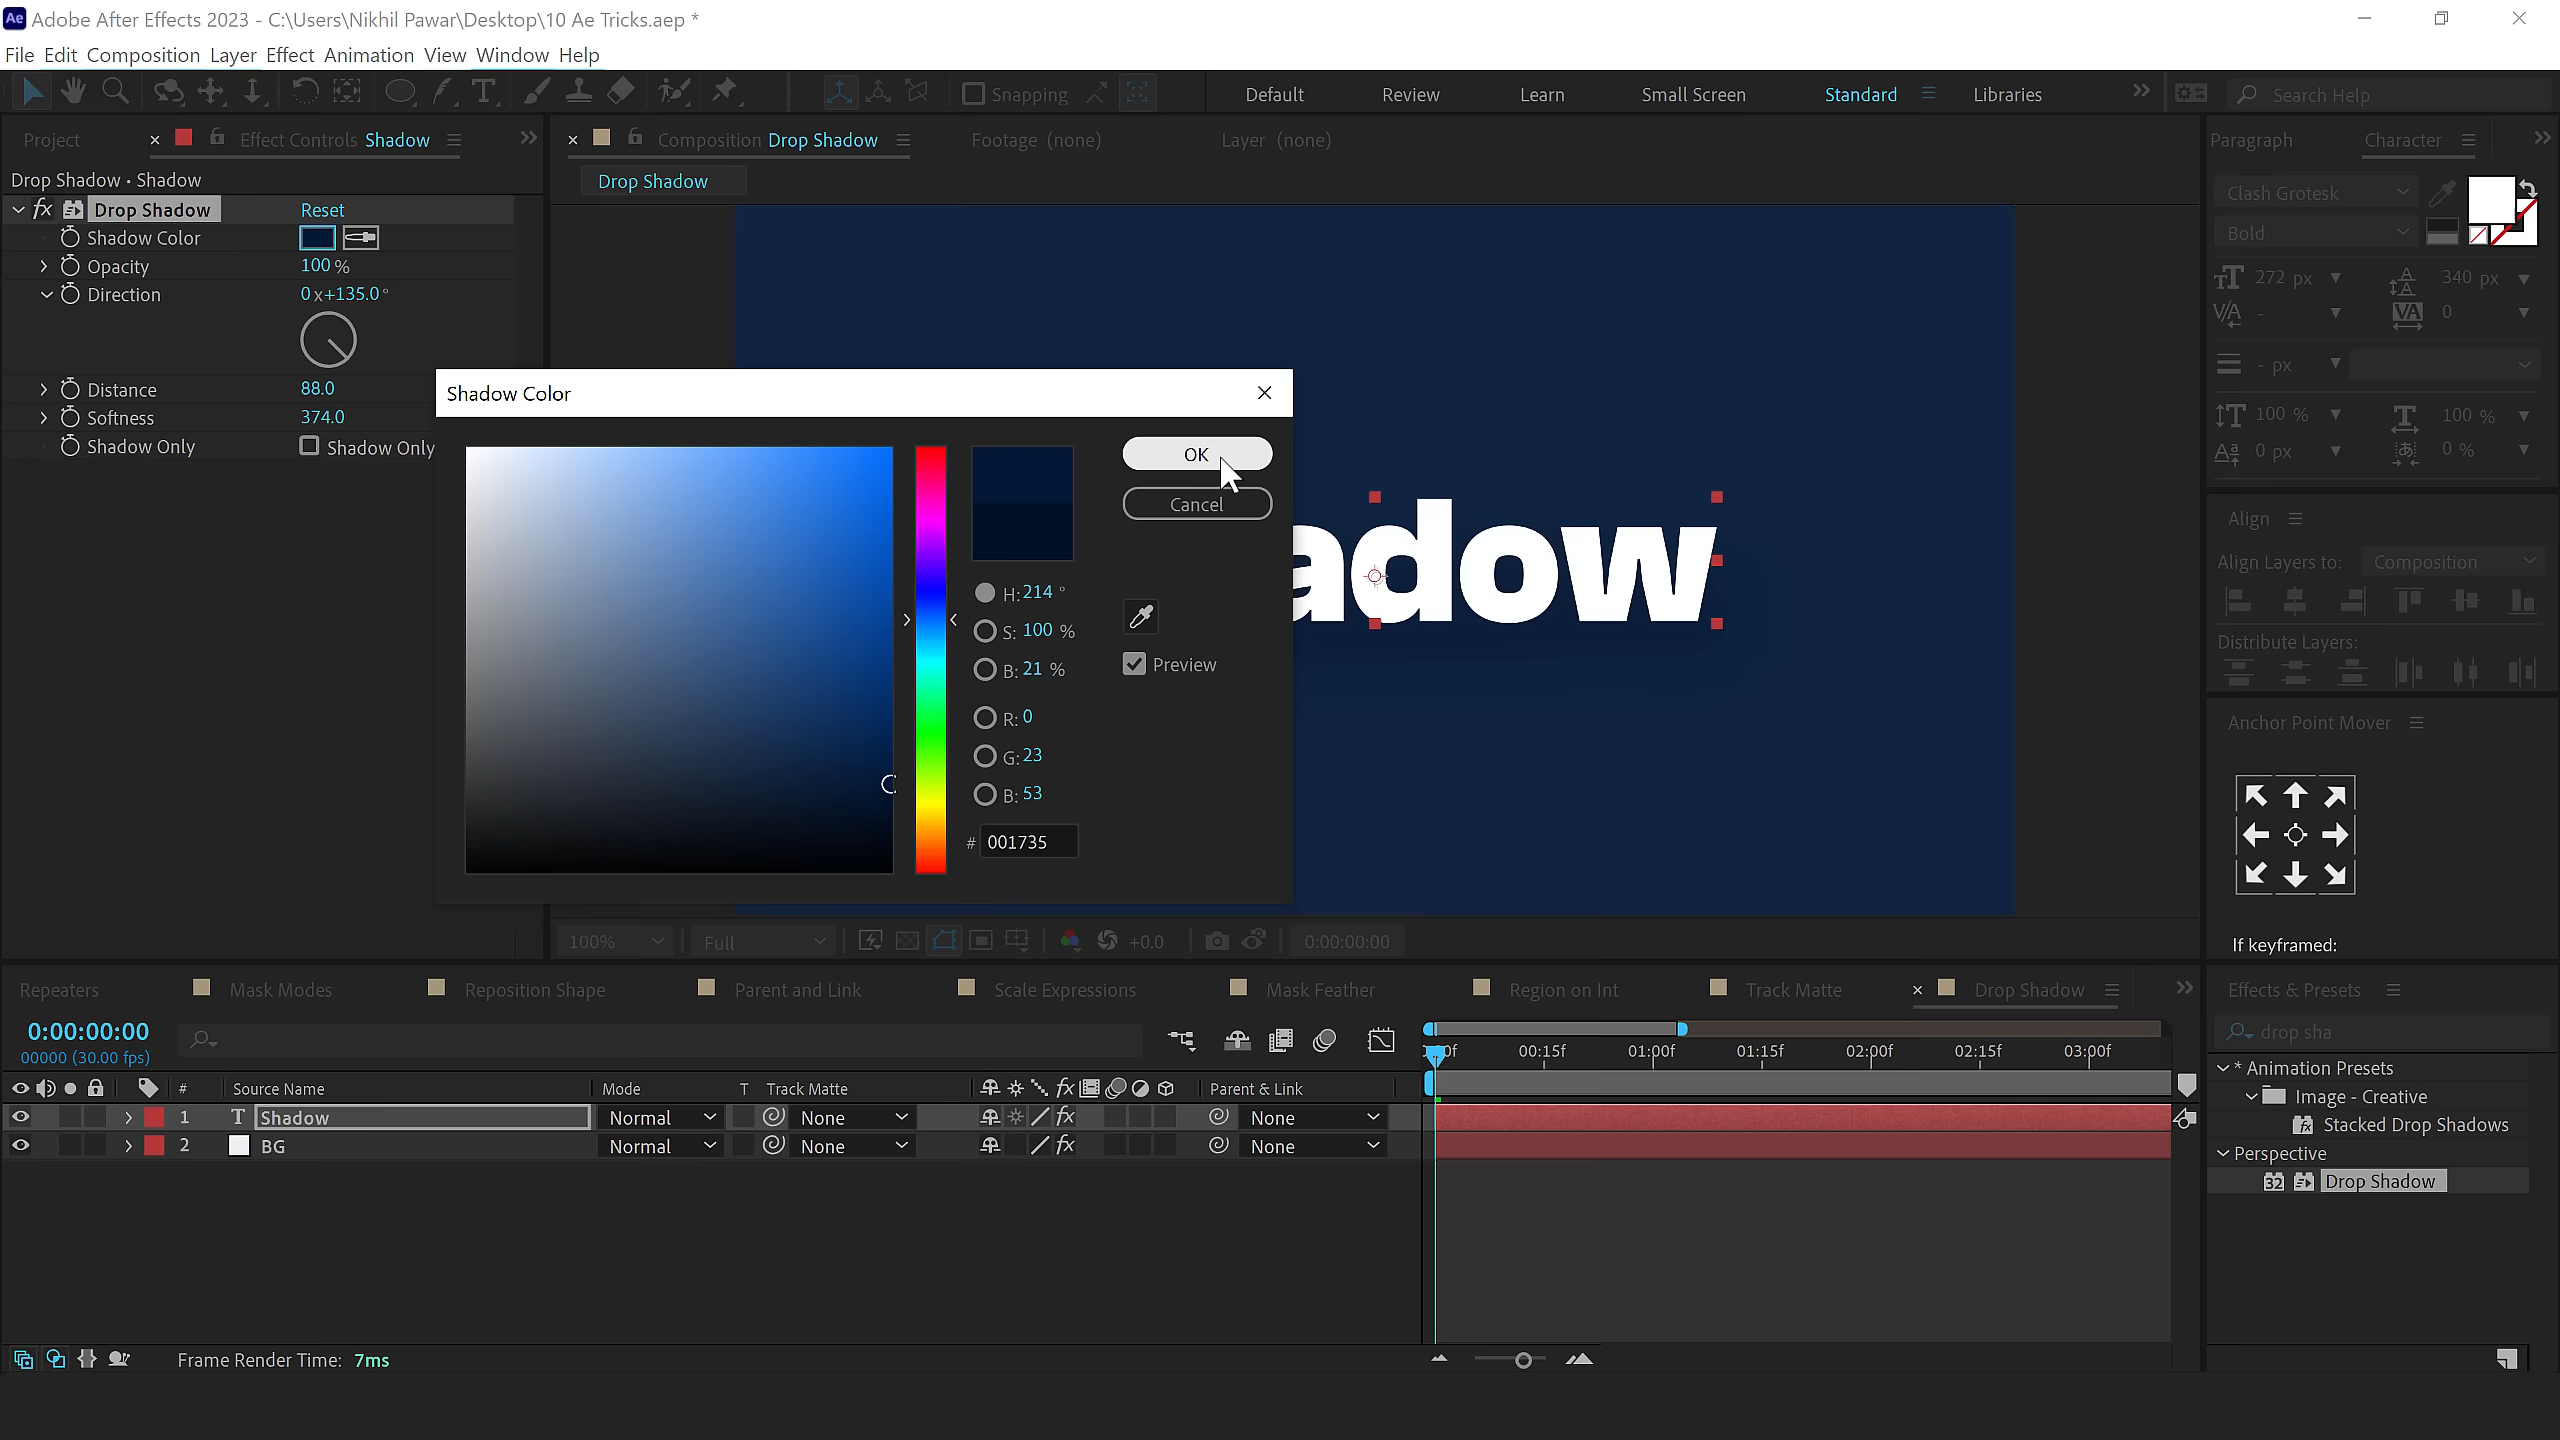 Ae Adobe After Effects 2023 - C:\Users\Nikhil Pawar\Desktop\10 Ae Tricks.aep *
File Edit Composition Layer Effect Animation View Window Help
Snapping Default Review Learn Small Screen Standard Libraries Search Help
Project Effect Controls Shadow
Composition Drop Shadow Footage (none) Layer (none)
Paragraph Character
Drop Shadow • Shadow
Drop Shadow
fx Drop Shadow Reset
Shadow Color
Opacity 100 %
Direction 0 x+135.0 °
Distance 88.0
Softness 374.0
Shadow Only Shadow Only
Shadow Color
OK
Cancel
H: 214 °
S: 100 %
B: 21 %
Preview
R: 0
G: 23
B: 53
# 001735
adow
Clash Grotesk
Bold
272 px 340 px
- 0
- px
100 % 100 %
0 px 0 %
Align
Align Layers to: Composition
Distribute Layers:
Anchor Point Mover
If keyframed:
100% Full +0.0 0:00:00:00
Repeaters Mask Modes Reposition Shape Parent and Link Scale Expressions Mask Feather Region on Int Track Matte Drop Shadow
0:00:00:00
00000 (30.00 fps)
00:15f 01:00f 01:15f 02:00f 02:15f 03:00f
# Source Name Mode T Track Matte fx Parent & Link
1 T Shadow Normal None fx None
2 BG Normal None fx None
Effects & Presets
drop sha
* Animation Presets
Image - Creative
Stacked Drop Shadows
Perspective
32 Drop Shadow
Frame Render Time: 7ms